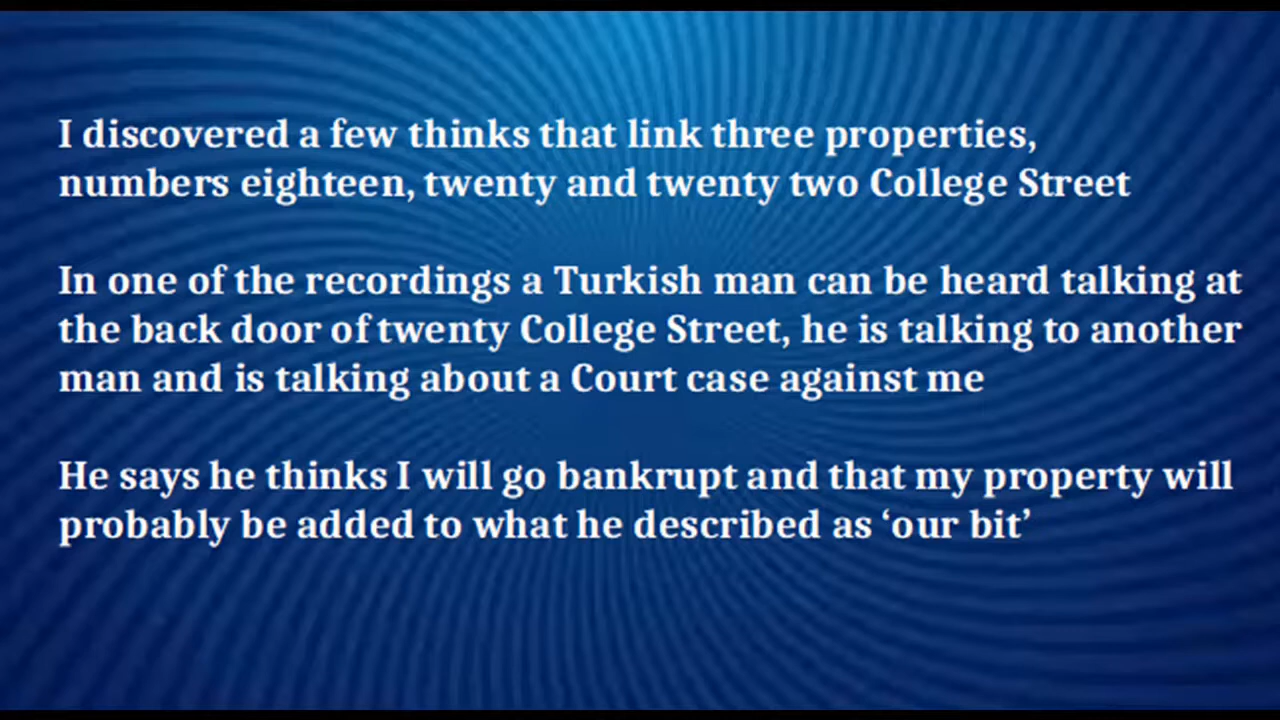 I discovered a few thinks that link three properties,
numbers eighteen, twenty and twenty two College Street
In one of the recordings a Turkish man can be heard talking at
the back door of twenty College Street, he is talking to another
man and is talking about a Court case against me
He says he thinks I will go bankrupt and that my property will
probably be added to what he described as ‘our bit’